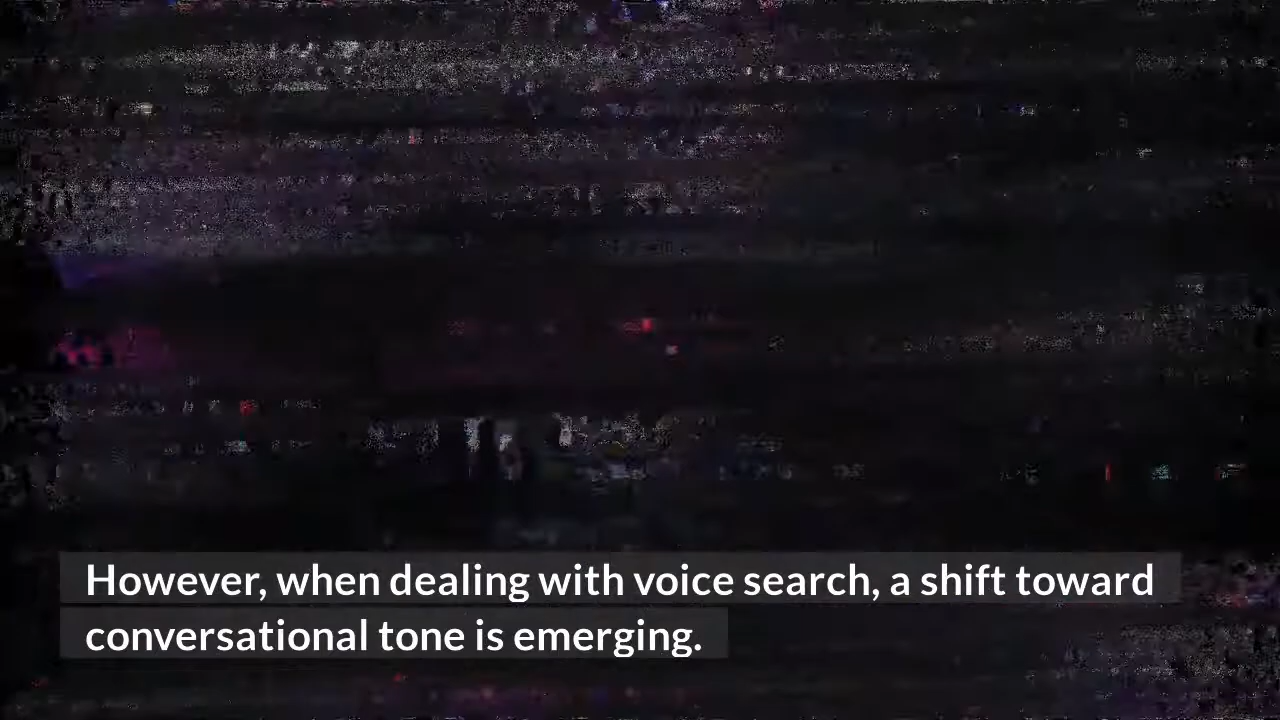 However, when dealing with voice search, a shift toward
conversational tone is emerging.